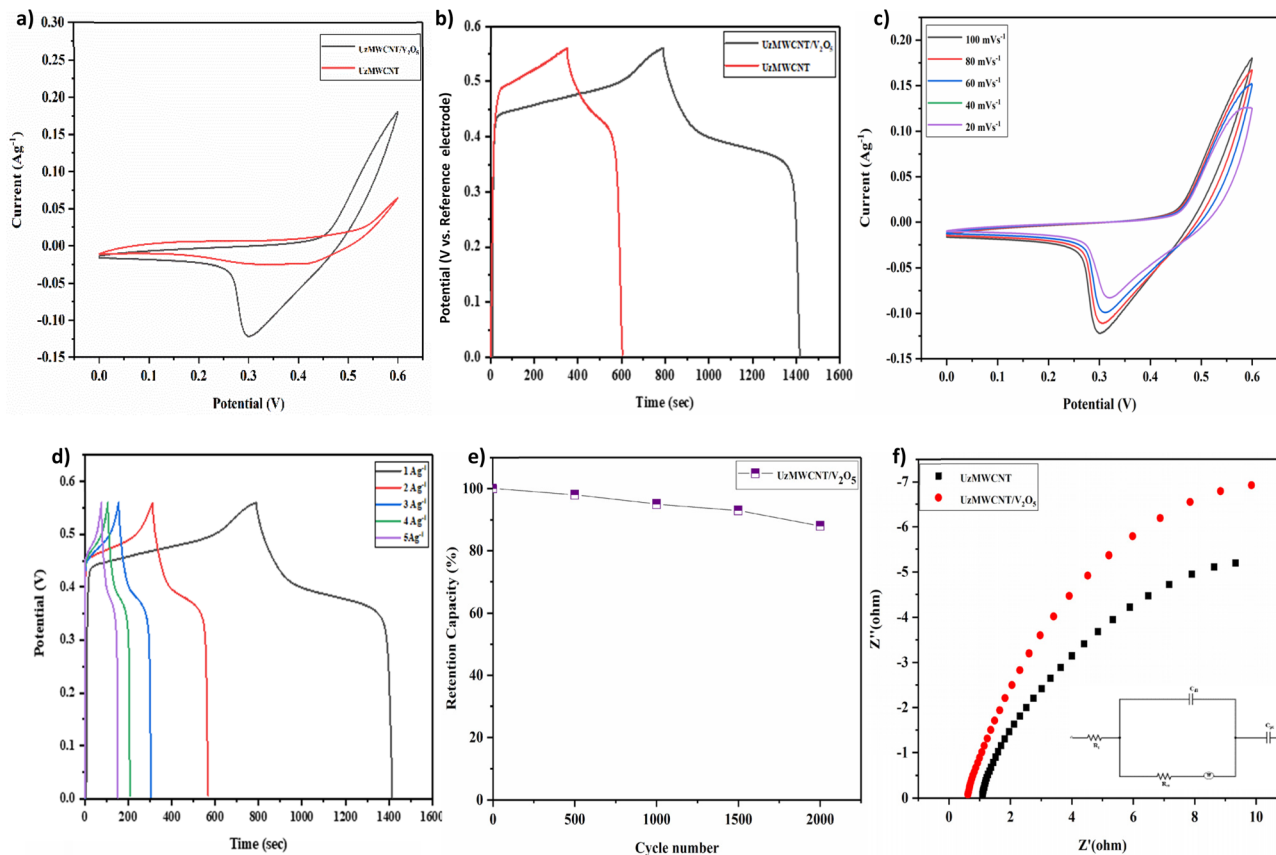 a)
0.30
0.25
0.20
0.15
0.10
0.05
0.00
-0.05
-0.10
-0.15
Current (Ag⁻¹)
UzMWCNT/V₂O₅
UzMWCNT
0.0 0.1 0.2 0.3 0.4 0.5 0.6
Potential (V)
b)
0.6
0.5
0.4
0.3
0.2
0.1
0.0
Potential (V vs. Reference electrode)
UzMWCNT/V₂O₅
UzMWCNT
0 200 400 600 800 1000 1200 1400 1600
Time (sec)
c)
0.20
0.15
0.10
0.05
0.00
-0.05
-0.10
-0.15
Current (Ag⁻¹)
100 mVs⁻¹
80 mVs⁻¹
60 mVs⁻¹
40 mVs⁻¹
20 mVs⁻¹
0.0 0.1 0.2 0.3 0.4 0.5 0.6
Potential (V)
d)
0.6
0.5
0.4
0.3
0.2
0.1
0.0
Potential (V)
1 Ag⁻¹
2 Ag⁻¹
3 Ag⁻¹
4 Ag⁻¹
5Ag⁻¹
0 200 400 600 800 1000 1200 1400 1600
Time (sec)
e)
120
100
80
60
40
20
0
Retention Capacity (%)
UzMWCNT/V₂O₅
0 500 1000 1500 2000
Cycle number
f)
-7
-6
-5
-4
-3
-2
-1
0
Z''(ohm)
UzMWCNT
UzMWCNT/V₂O₅
0 2 4 6 8 10
Z'(ohm)